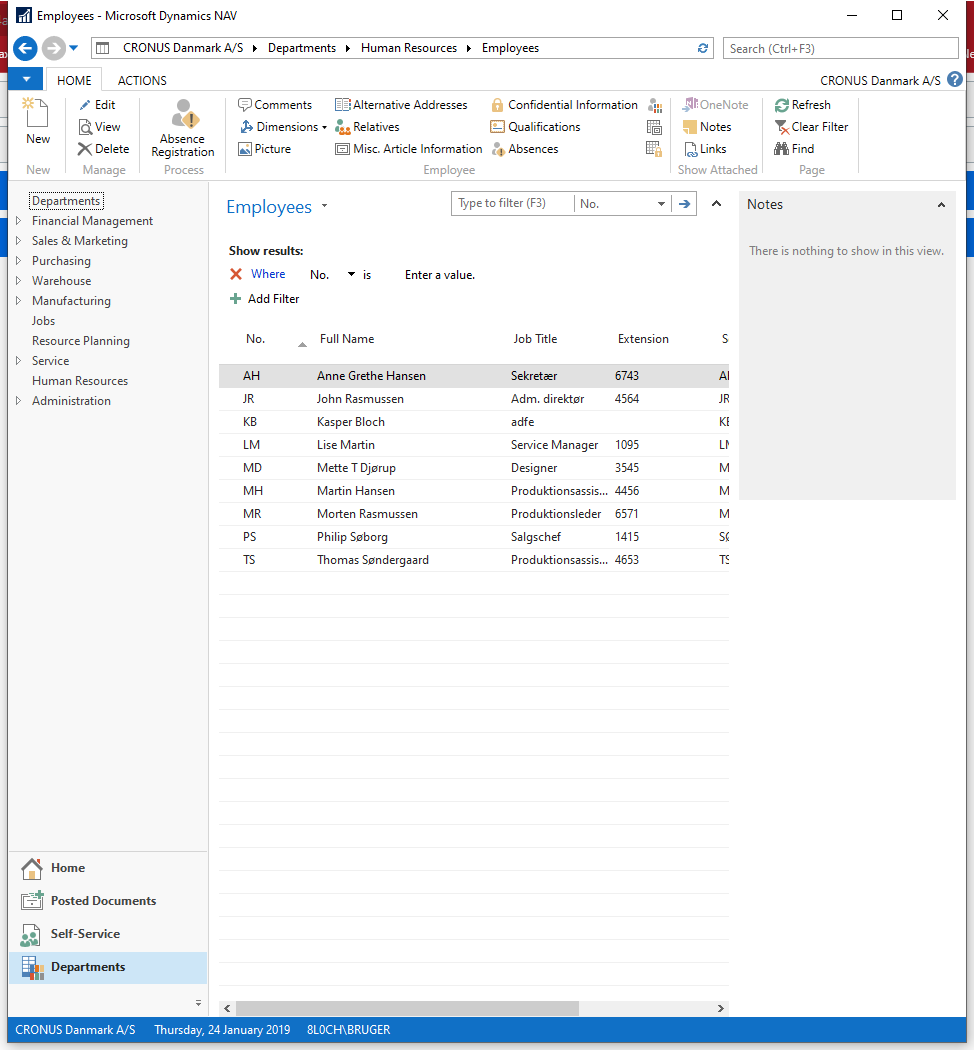 Employees - Microsoft Dynamics NAV
CRONUS Danmark A/S Departments Human Resources Employees
Search (Ctrl+F3)
HOME ACTIONS CRONUS Danmark A/S
New
New
Edit
View
Delete
Manage
Absence Registration
Process
Comments
Dimensions
Picture
Alternative Addresses
Relatives
Misc. Article Information
Confidential Information
Qualifications
Absences
Employee
OneNote
Notes
Links
Show Attached
Refresh
Clear Filter
Find
Page
Departments
Financial Management
Sales & Marketing
Purchasing
Warehouse
Manufacturing
Jobs
Resource Planning
Service
Human Resources
Administration
Home
Posted Documents
Self-Service
Departments
Employees
Type to filter (F3) No.
Show results:
Where No. is Enter a value.
Add Filter
No. Full Name Job Title Extension S
AH Anne Grethe Hansen Sekretær 6743 A
JR John Rasmussen Adm. direktør 4564 JR
KB Kasper Bloch adfe K
LM Lise Martin Service Manager 1095 L
MD Mette T Djørup Designer 3545 M
MH Martin Hansen Produktionsassis... 4456 M
MR Morten Rasmussen Produktionsleder 6571 M
PS Philip Søborg Salgschef 1415 S
TS Thomas Søndergaard Produktionsassis... 4653 TS
Notes
There is nothing to show in this view.
CRONUS Danmark A/S Thursday, 24 January 2019 8L0CH\BRUGER